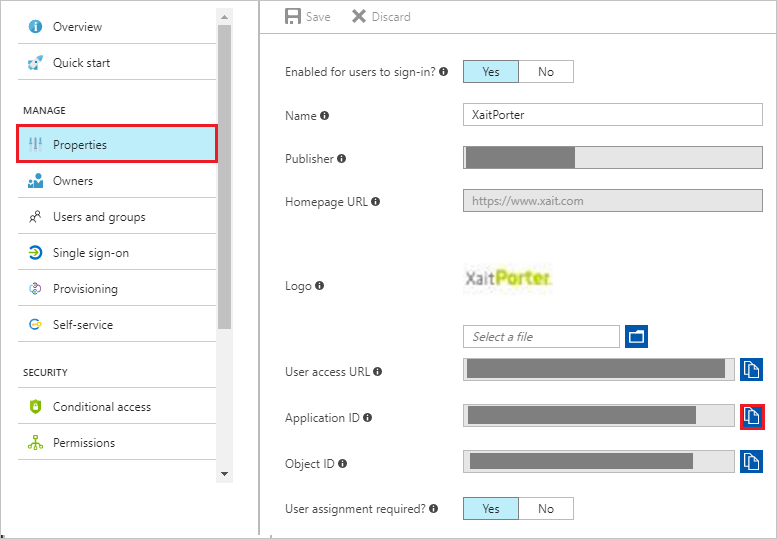 Overview
Quick start
MANAGE
Properties
Owners
Users and groups
Single sign-on
Provisioning
Self-service
SECURITY
Conditional access
Permissions
Save Discard
Enabled for users to sign-in? Yes No
Name XaitPorter
Publisher
Homepage URL https://www.xait.com
Logo XaitPorter
Select a file
User access URL
Application ID
Object ID
User assignment required? Yes No